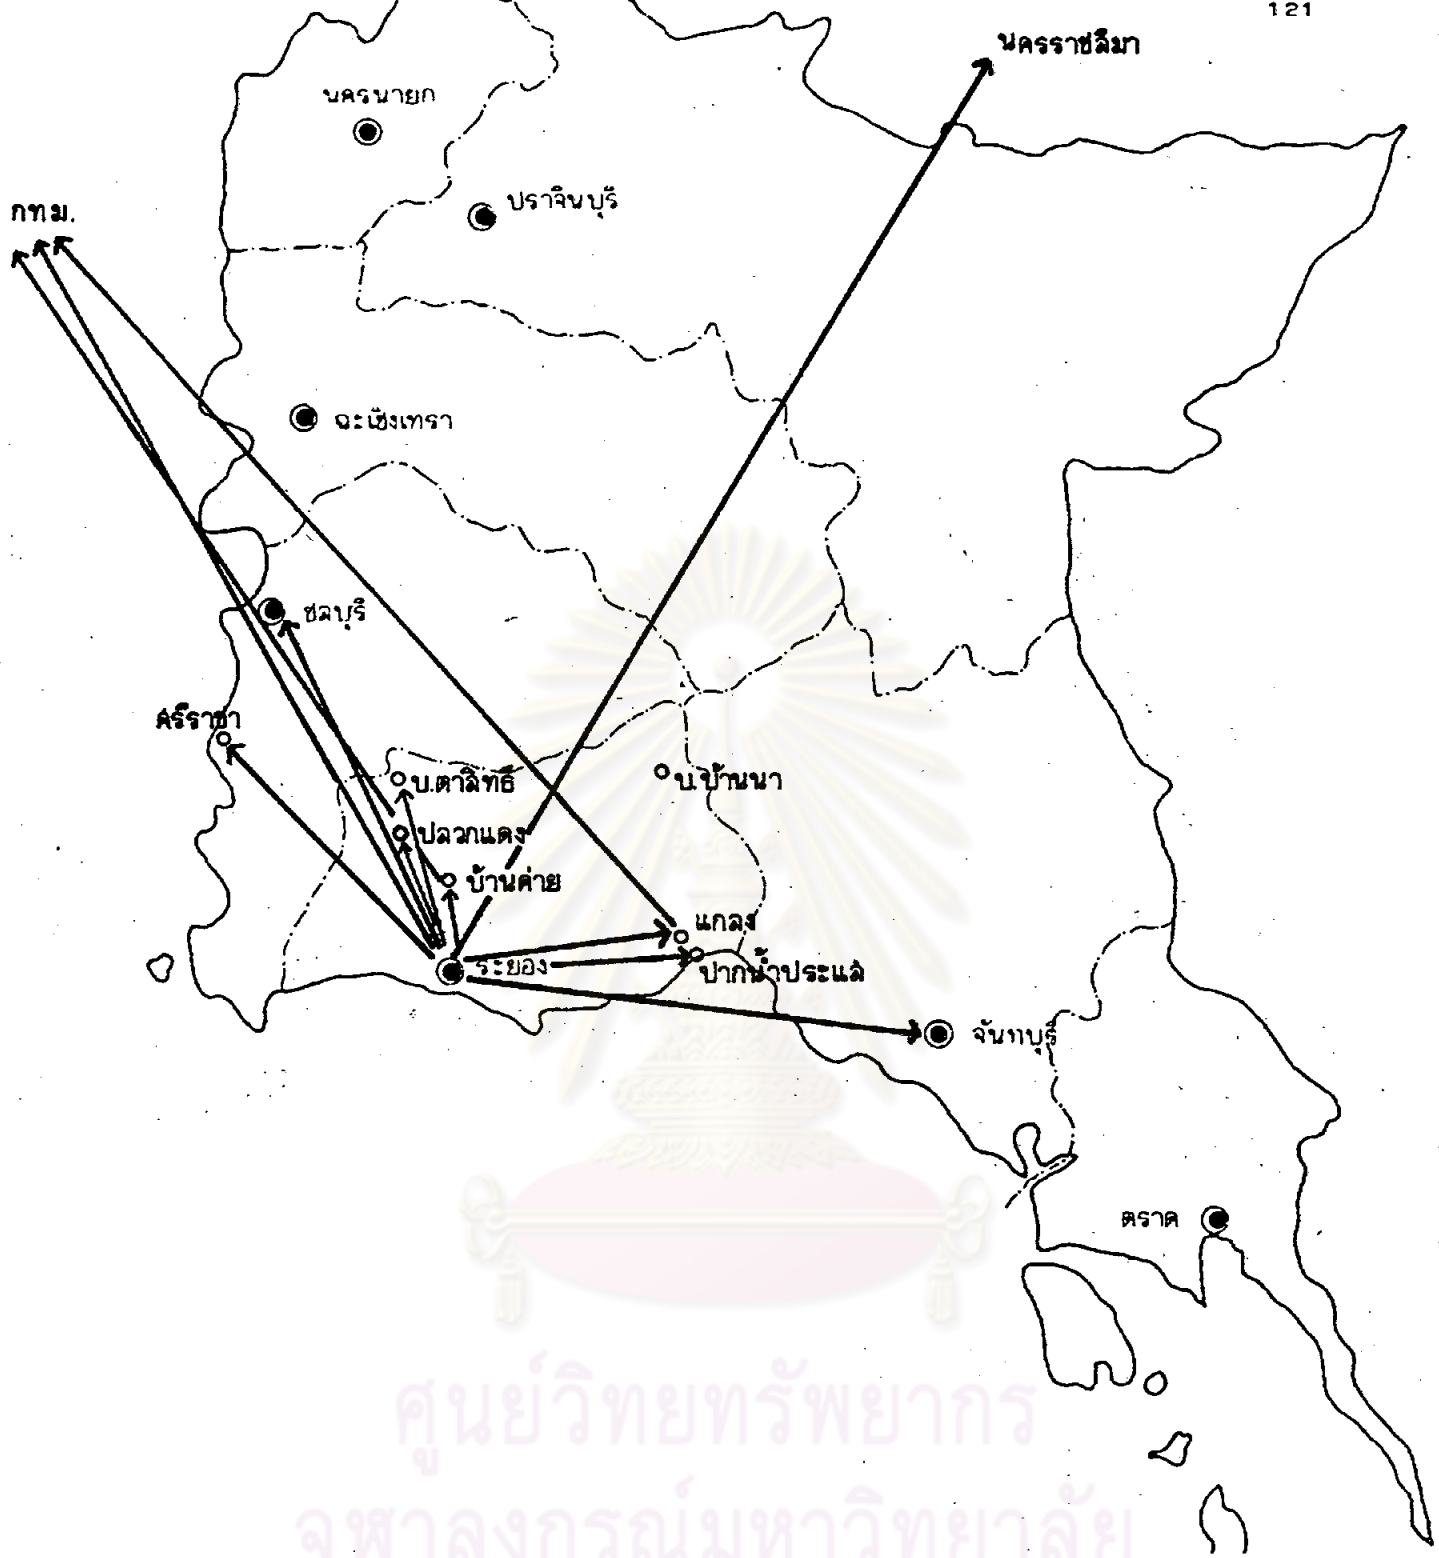 121
นครราชสีมา
นครนายก
ปราจีนบุรี
กทม.
ฉะเชิงเทรา
ชลบุรี
ศรีราชา
บ.ตาสิทธิ์
บ.บ้านนา
ปลวกแดง
บ้านค่าย
แกลง
ระยอง
ปากน้ำประแส
จันทบุรี
ตราด
ศูนย์วิทยทรัพยากร
จุฬาลงกรณ์มหาวิทยาลัย